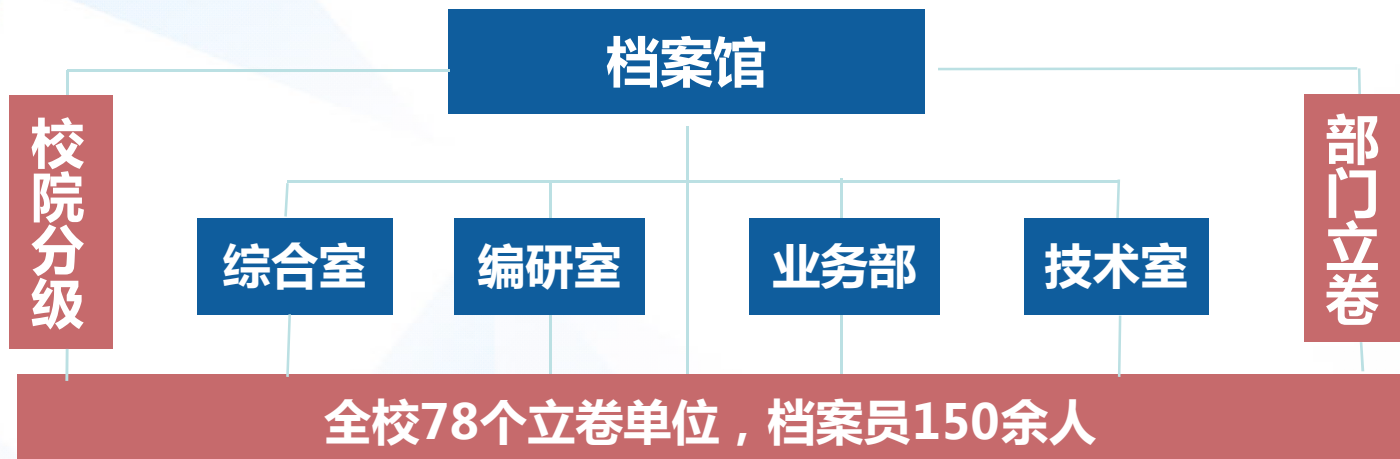 档案馆
校院分级
部门立卷
综合室
编研室
业务部
技术室
全校78个立卷单位，档案员150余人